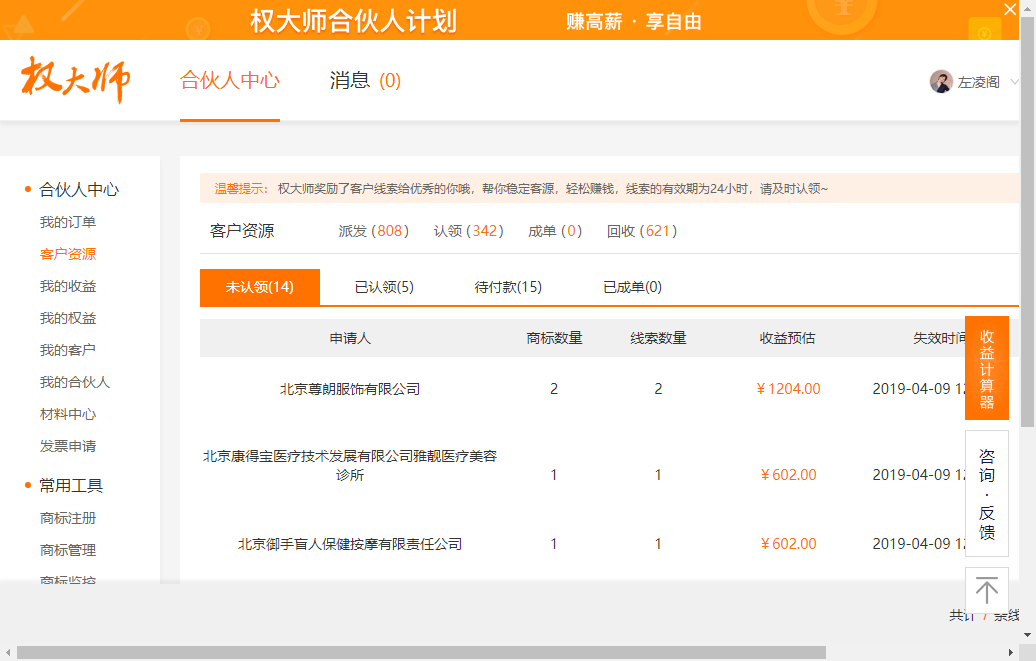 权大师合伙人计划 赚高薪 · 享自由
权大师 合伙人中心 消息 (0) 左凌阁
合伙人中心
我的订单
客户资源
我的收益
我的权益
我的客户
我的合伙人
材料中心
发票申请
常用工具
商标注册
商标管理
商标监控
温馨提示： 权大师奖励了客户线索给优秀的你哦，帮你稳定客源，轻松赚钱，线索的有效期为24小时，请及时认领~
客户资源 派发 (808) 认领 (342) 成单 (0) 回收 (621)
未认领(14) 已认领(5) 待付款(15) 已成单(0)
申请人 商标数量 线索数量 收益预估 失效时间
北京尊朗服饰有限公司 2 2 ¥1204.00 2019-04-09 12
北京康得宝医疗技术发展有限公司雅靓医疗美容
诊所 1 1 ¥602.00 2019-04-09 12
北京御手盲人保健按摩有限责任公司 1 1 ¥602.00 2019-04-09 12
共计 7 条线
收益计算器
咨询·反馈